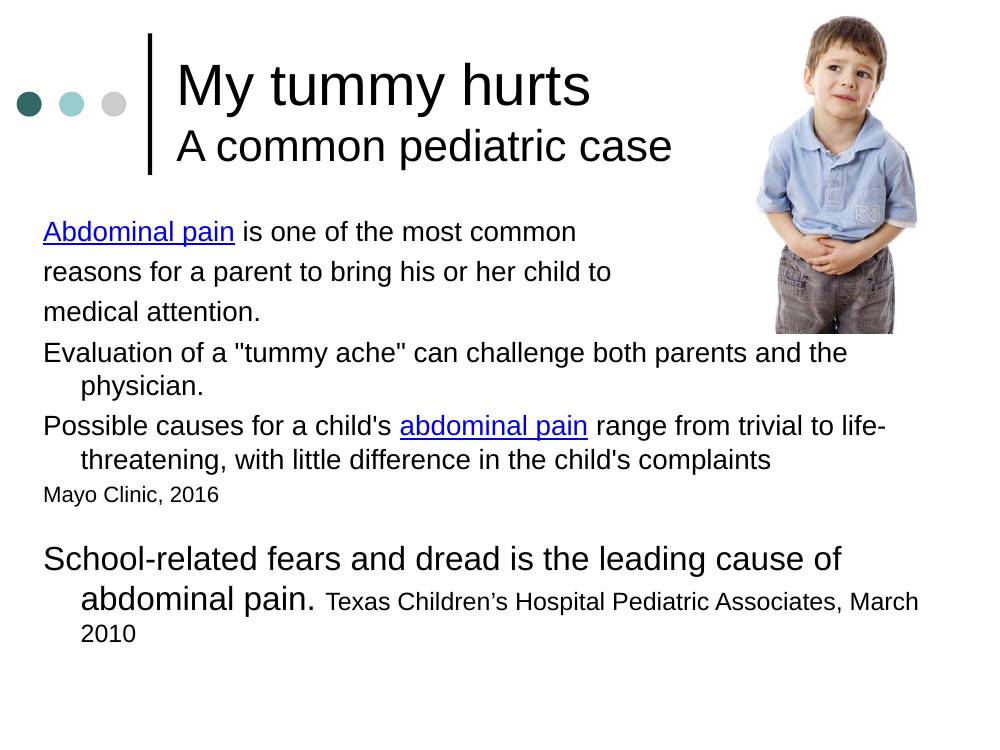 My tummy hurts
A common pediatric case
Abdominal pain is one of the most common
reasons for a parent to bring his or her child to
medical attention.
Evaluation of a "tummy ache" can challenge both parents and the
physician.
Possible causes for a child's abdominal pain range from trivial to life-
threatening, with little difference in the child's complaints
Mayo Clinic, 2016
School-related fears and dread is the leading cause of
abdominal pain. Texas Children’s Hospital Pediatric Associates, March
2010
58